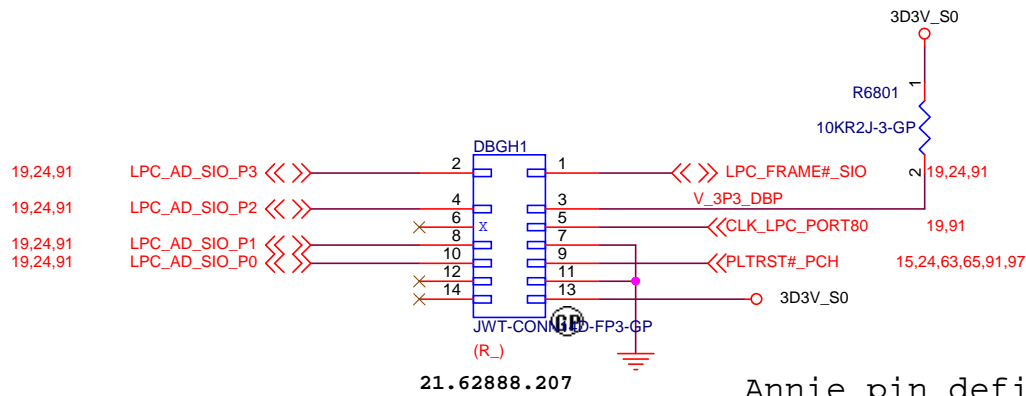 3D3V_S0
R6801
1
10KR2J-3-GP
2
DBGH1
19,24,91 LPC_AD_SIO_P3 2 1 LPC_FRAME#_SIO 19,24,91
V_3P3_DBP
19,24,91 LPC_AD_SIO_P2 4 3
6 X 5 CLK_LPC_PORT80 19,91
19,24,91 LPC_AD_SIO_P1 8 7
19,24,91 LPC_AD_SIO_P0 10 9 PLTRST#_PCH 15,24,63,65,91,97
12 11
14 13 3D3V_S0
JWT-CONN14D-FP3-GP
GP
(R_)
21.62888.207
Annie pin defi